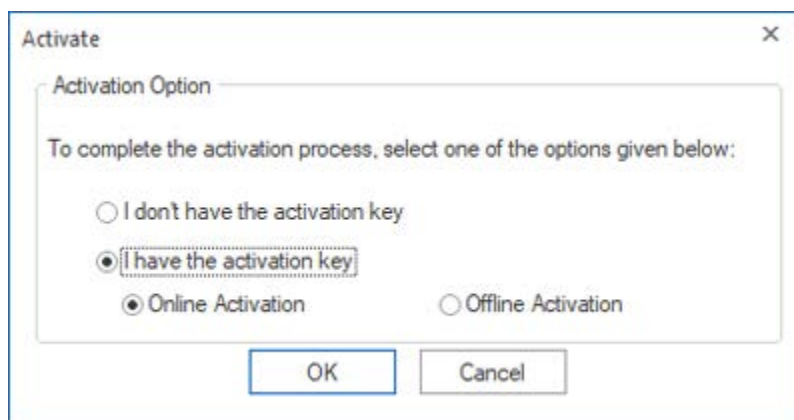 Activate
Activation Option
To complete the activation process, select one of the options given below:
I don't have the activation key
I have the activation key
Online Activation Offline Activation
OK Cancel